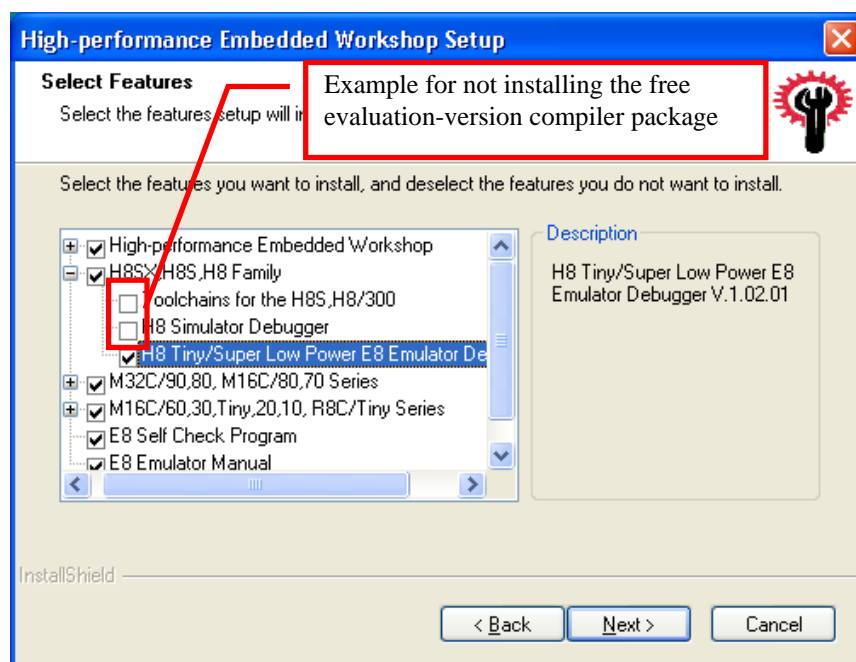 High-performance Embedded Workshop Setup
Select Features
Select the features setup will in
Example for not installing the free
evaluation-version compiler package
Select the features you want to install, and deselect the features you do not want to install.
High-performance Embedded Workshop
H8SX,H8S,H8 Family
Toolchains for the H8S,H8/300
H8 Simulator Debugger
H8 Tiny/Super Low Power E8 Emulator De
M32C/90,80, M16C/80,70 Series
M16C/60,30,Tiny,20,10, R8C/Tiny Series
E8 Self Check Program
E8 Emulator Manual
Description
H8 Tiny/Super Low Power E8
Emulator Debugger V.1.02.01
InstallShield
< Back
Next >
Cancel